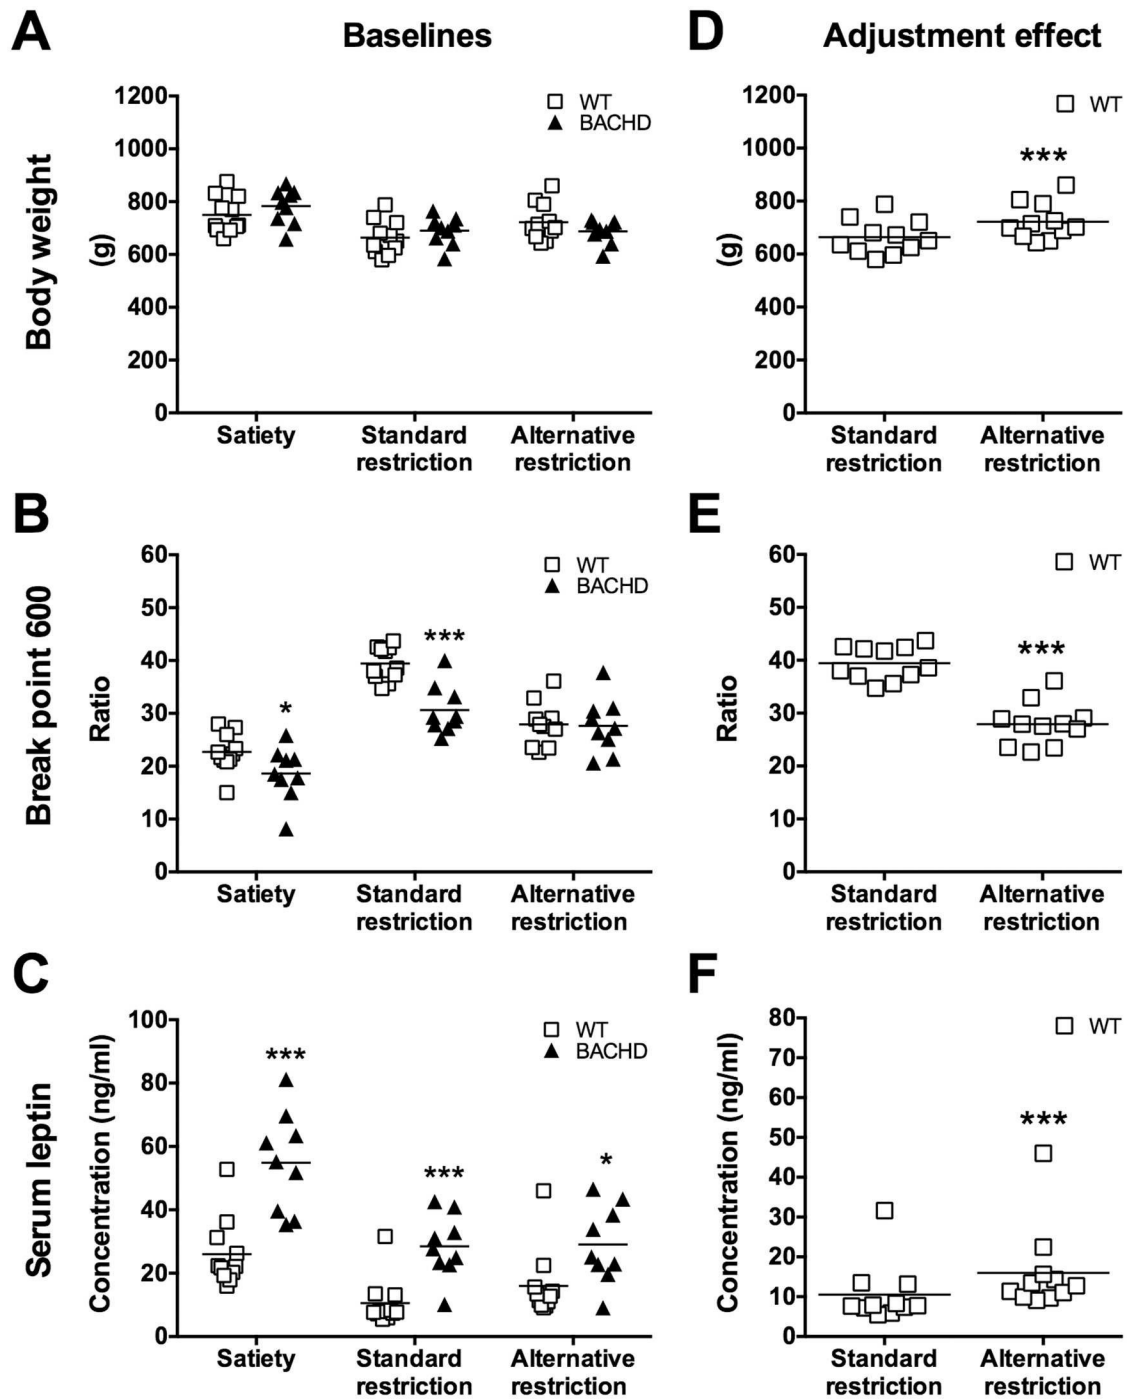 A
Baselines
D
Adjustment effect
Body weight
(g)
1200
1000
800
600
400
200
0
WT
BACHD
Satiety
Standard
restriction
Alternative
restriction
(g)
1200
1000
800
600
400
200
0
WT
***
Standard
restriction
Alternative
restriction
B
E
Break point 600
Ratio
60
50
40
30
20
10
0
WT
BACHD
*
***
Satiety
Standard
restriction
Alternative
restriction
Ratio
60
50
40
30
20
10
0
WT
***
Standard
restriction
Alternative
restriction
C
F
Serum leptin
Concentration (ng/ml)
100
80
60
40
20
0
WT
BACHD
***
***
*
Satiety
Standard
restriction
Alternative
restriction
Concentration (ng/ml)
80
70
60
50
40
30
20
10
0
WT
***
Standard
restriction
Alternative
restriction